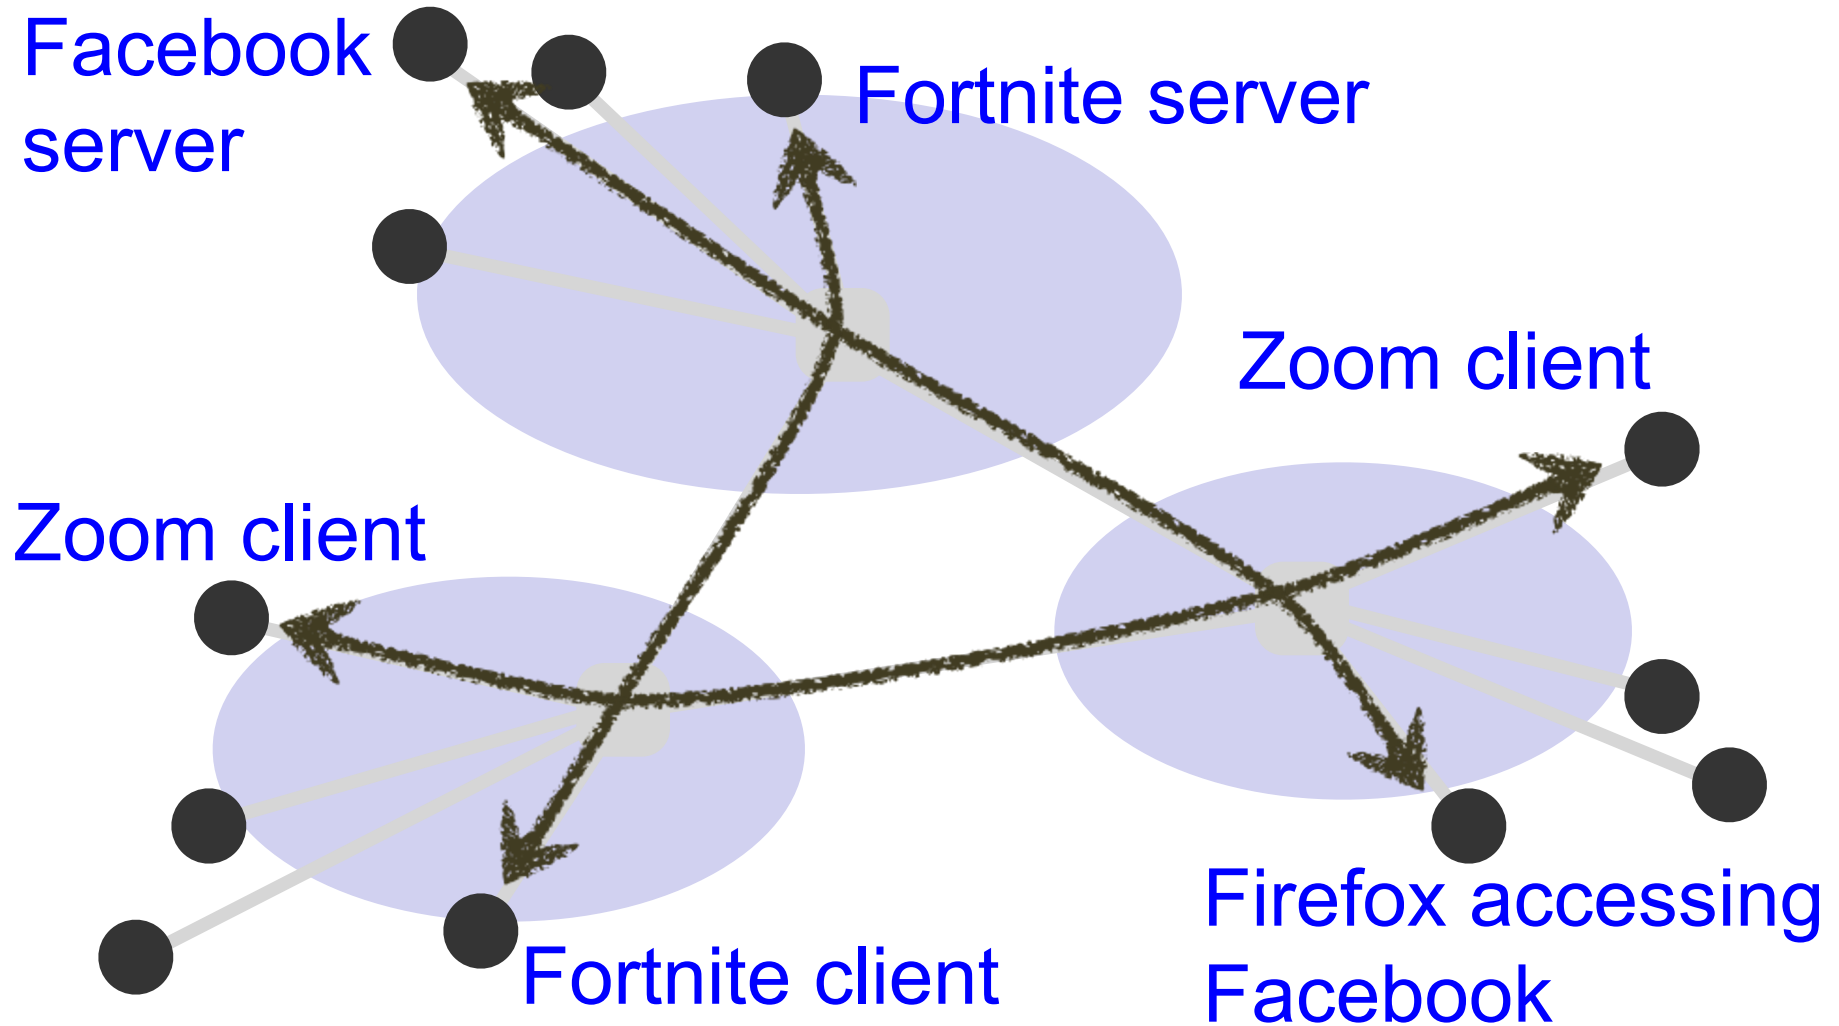 Facebook
server
Fortnite server
Zoom client
Zoom client
Firefox accessing
Facebook
Fortnite client